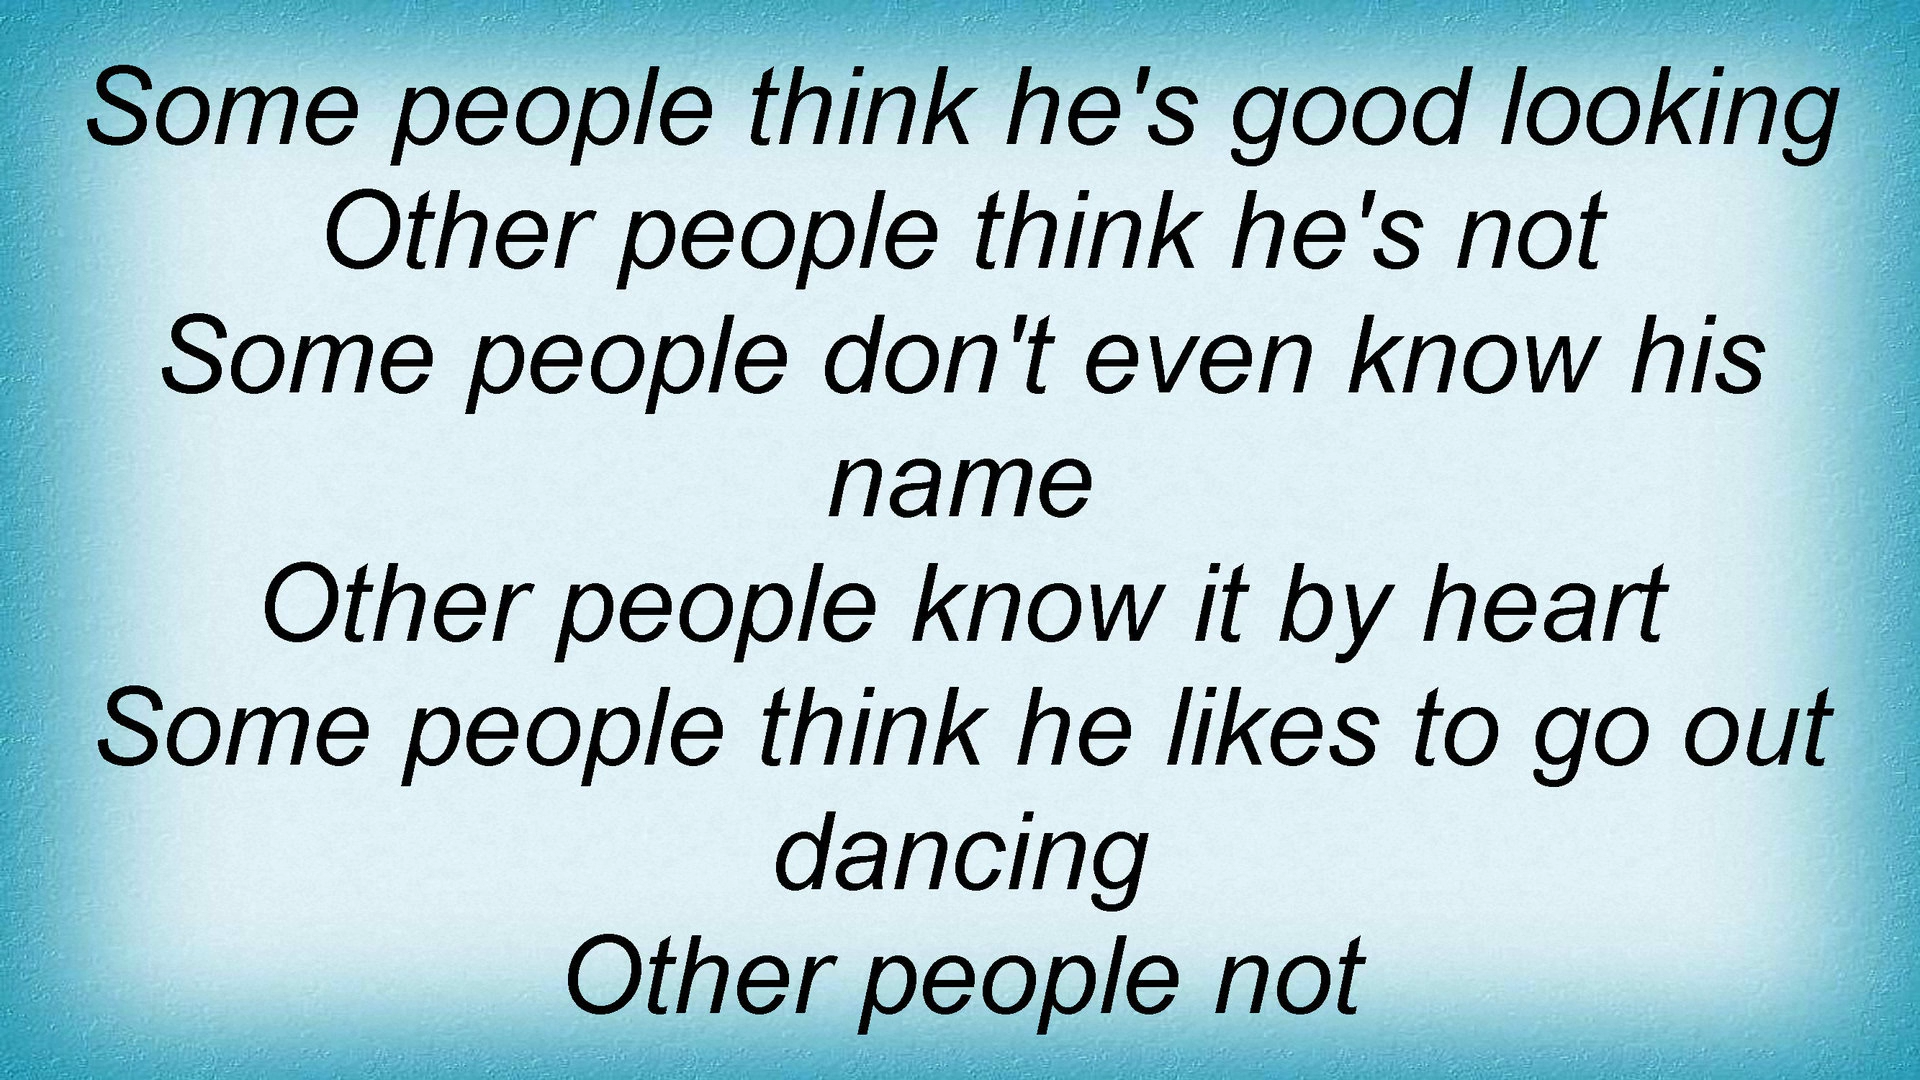 Some people think he's good looking
Other people think he's not
Some people don't even know his
name
Other people know it by heart
Some people think he likes to go out
dancing
Other people not